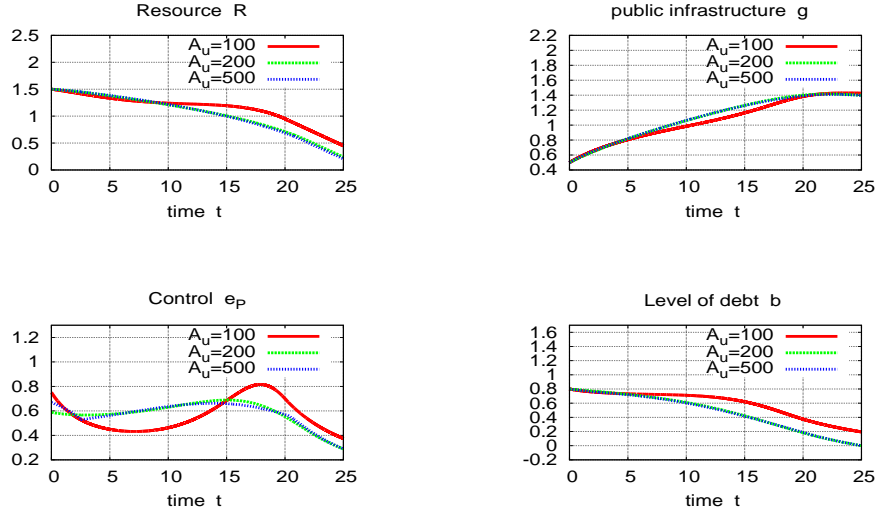 Resource R
2.5
2
1.5
1
0.5
0
A_u=100
A_u=200
A_u=500
0 5 10 15 20 25
time t
public infrastructure g
2.2
2
1.8
1.6
1.4
1.2
1
0.8
0.6
0.4
A_u=100
A_u=200
A_u=500
0 5 10 15 20 25
time t
Control e_P
1.2
1
0.8
0.6
0.4
0.2
A_u=100
A_u=200
A_u=500
0 5 10 15 20 25
time t
Level of debt b
1.6
1.4
1.2
1
0.8
0.6
0.4
0.2
0
-0.2
A_u=100
A_u=200
A_u=500
0 5 10 15 20 25
time t